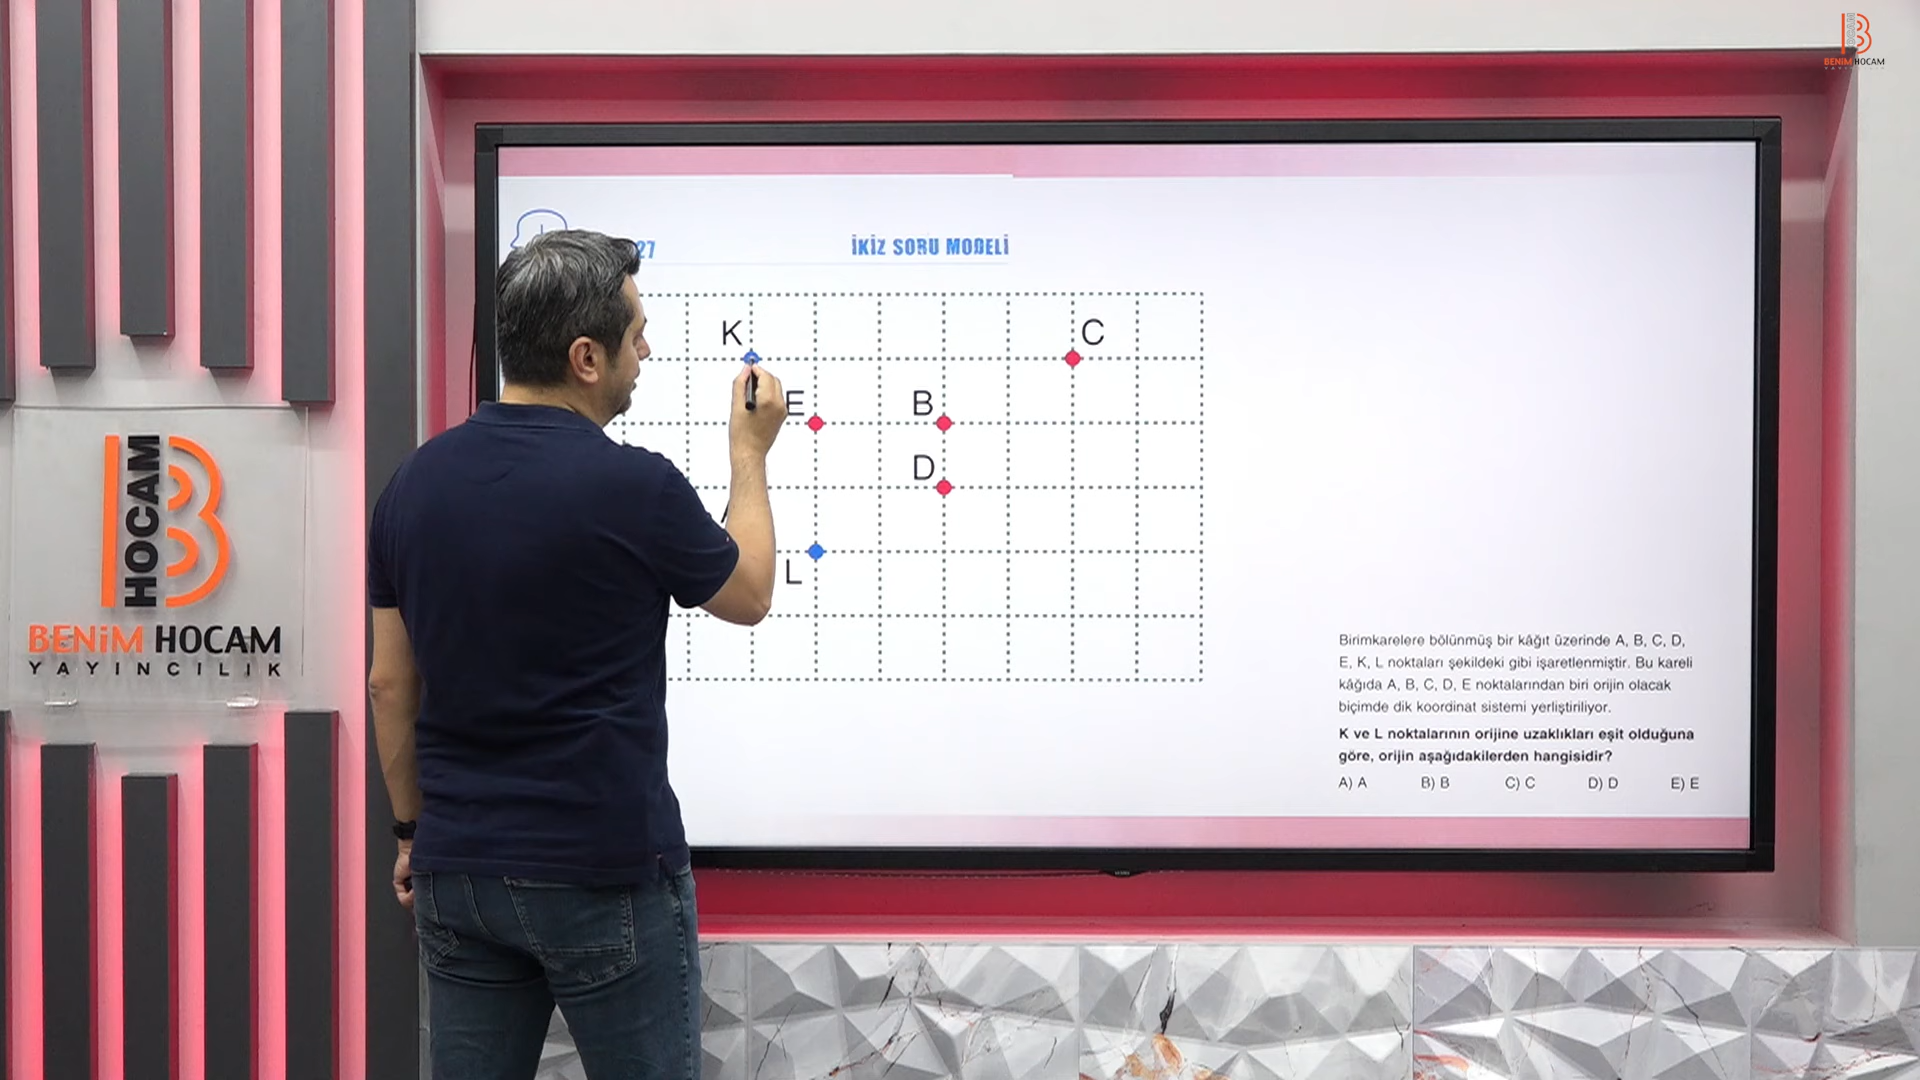 HOCAM
BENİM HOCAM
27
İKİZ SORU MODELİ
K
C
E
B
D
L
HOCAM
BENİM HOCAM
YAYINCILIK
Birimkarelere bölünmüş bir kâğıt üzerinde A, B, C, D,
E, K, L noktaları şekildeki gibi işaretlenmiştir. Bu kareli
kâğıda A, B, C, D, E noktalarından biri orijin olacak
biçimde dik koordinat sistemi yerleştiriliyor.
K ve L noktalarının orijine uzaklıkları eşit olduğuna
göre, orijin aşağıdakilerden hangisidir?
A) A B) B C) C D) D E) E